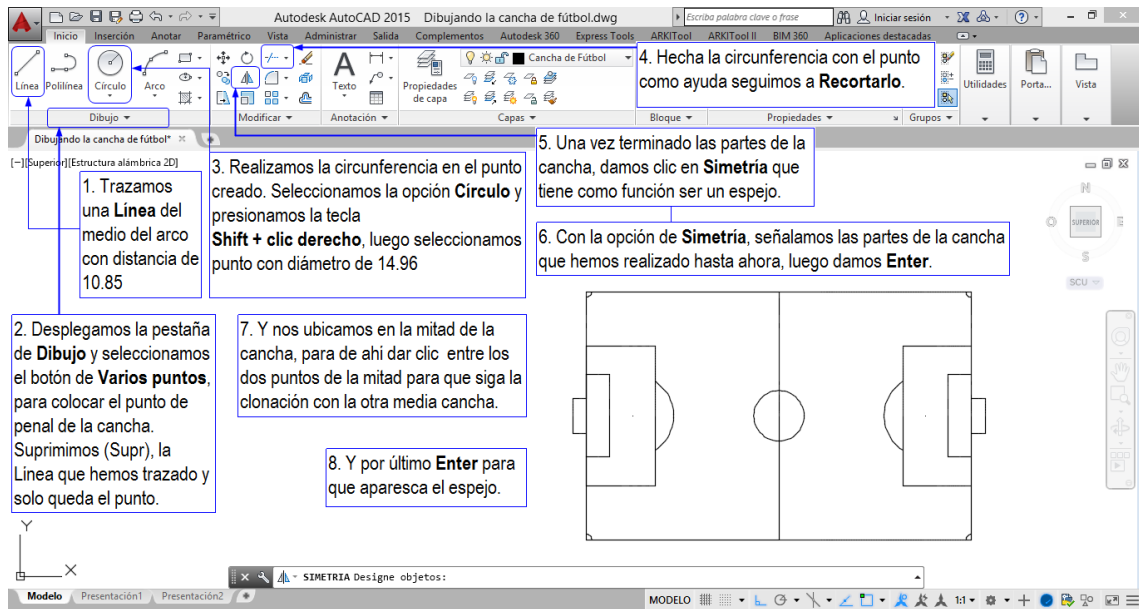 Autodesk AutoCAD 2015 Dibujando la cancha de fútbol.dwg
Escriba palabra clave o frase
Iniciar sesión
Inicio Inserción Anotar Paramétrico Vista Administrar Salida Complementos Autodesk 360 Express Tools ARKITool ARKITool II BIM 360 Aplicaciones destacadas
Línea Polilínea Círculo Arco
Texto
Propiedades
de capa
Cancha de Fútbol
Utilidades
Porta...
Vista
Dibujo Modificar Anotación Capas Bloque Propiedades Grupos
Dibujando la cancha de fútbol*
[−][Superior][Estructura alámbrica 2D]
4. Hecha la circunferencia con el punto
como ayuda seguimos a Recortarlo.
5. Una vez terminado las partes de la
cancha, damos clic en Simetría que
tiene como función ser un espejo.
3. Realizamos la circunferencia en el punto
creado. Seleccionamos la opción Círculo y
presionamos la tecla
Shift + clic derecho, luego seleccionamos
punto con diámetro de 14.96
1. Trazamos
una Línea del
medio del arco
con distancia de
10.85
6. Con la opción de Simetría, señalamos las partes de la cancha
que hemos realizado hasta ahora, luego damos Enter.
N
O SUPERIOR E
S
SCU
2. Desplegamos la pestaña
de Dibujo y seleccionamos
el botón de Varios puntos,
para colocar el punto de
penal de la cancha.
Suprimimos (Supr), la
Linea que hemos trazado y
solo queda el punto.
7. Y nos ubicamos en la mitad de la
cancha, para de ahí dar clic entre los
dos puntos de la mitad para que siga la
clonación con la otra media cancha.
8. Y por último Enter para
que aparesca el espejo.
Y
X
SIMETRIA Designe objetos:
Modelo Presentación1 Presentación2
MODELO
1:1